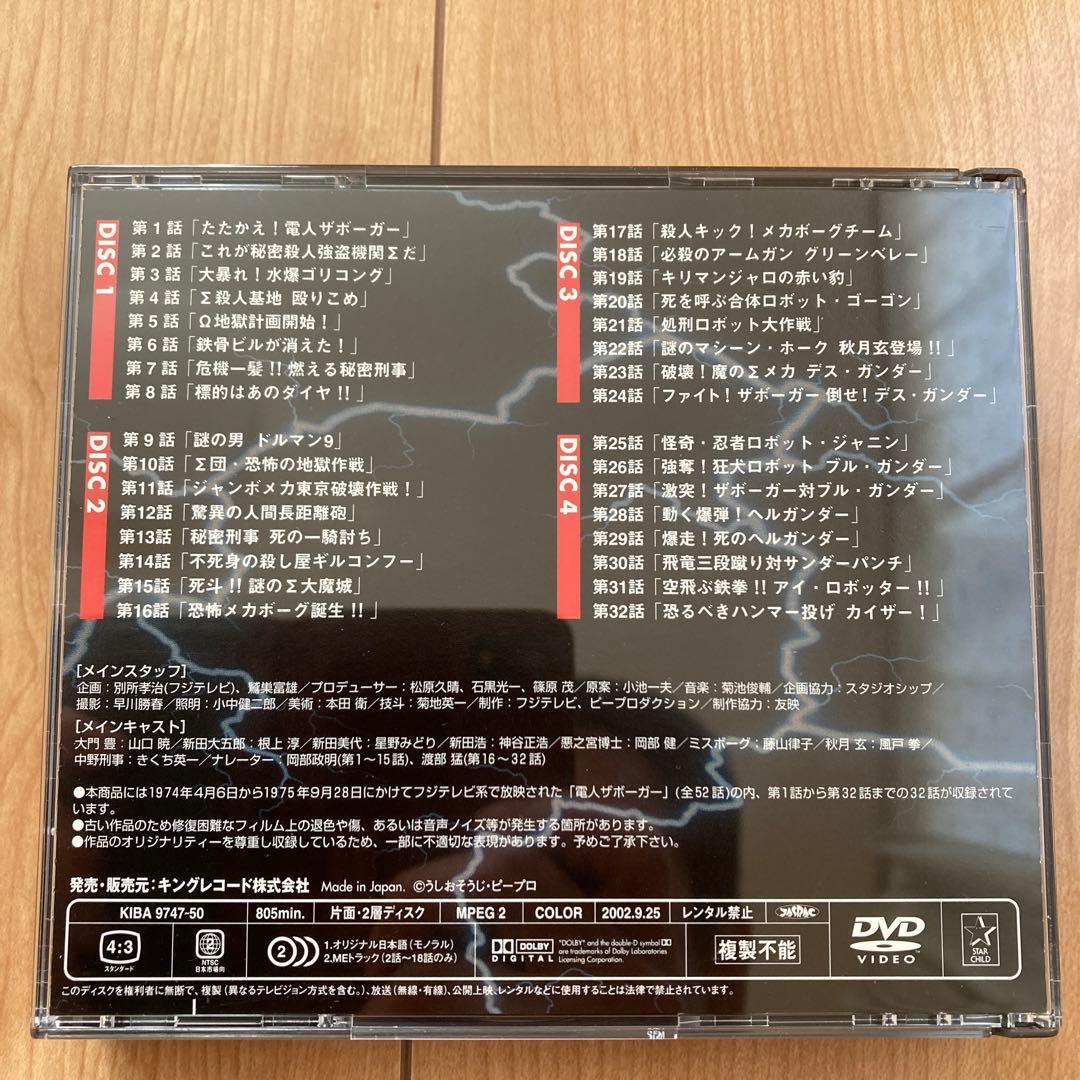 DISC 1
第1話「たたかえ！電人ザボーガー」
第2話「これが秘密殺人強盗機関Σだ」
第3話「大暴れ！水爆ゴリコング」
第4話「Σ殺人基地 殴りこめ」
第5話「Ω地獄計画開始！」
第6話「鉄骨ビルが消えた！」
第7話「危機一髪!!燃える秘密刑事」
第8話「標的はあのダイヤ!!」
DISC 2
第9話「謎の男 ドルマン9」
第10話「Σ団・恐怖の地獄作戦」
第11話「ジャンボメカ東京破壊作戦！」
第12話「驚異の人間長距離砲」
第13話「秘密刑事 死の一騎討ち」
第14話「不死身の殺し屋ギルコンフー」
第15話「死斗!!謎のΣ大魔城」
第16話「恐怖メカボーグ誕生!!」
DISC 3
第17話「殺人キック！メカボーグチーム」
第18話「必殺のアームガン グリーンベレー」
第19話「キリマンジャロの赤い豹」
第20話「死を呼ぶ合体ロボット・ゴーゴン」
第21話「処刑ロボット大作戦」
第22話「謎のマシーン・ホーク 秋月玄登場!!」
第23話「破壊！魔のΣメカ デス・ガンダー」
第24話「ファイト！ザボーガー 倒せ！デス・ガンダー」
DISC 4
第25話「怪奇・忍者ロボット・ジャニン」
第26話「強奪！狂犬ロボット ブル・ガンダー」
第27話「激突！ザボーガー対ブル・ガンダー」
第28話「動く爆弾！ヘルガンダー」
第29話「爆走！死のヘルガンダー」
第30話「飛竜三段蹴り対サンダーパンチ」
第31話「空飛ぶ鉄拳!!アイ・ロボッター!!」
第32話「恐るべきハンマー投げ カイザー！」
[メインスタッフ]
企画：別所孝治(フジテレビ)、鷲巣富雄／プロデューサー：松原久晴、石黒光一、篠原 茂／原案：小池一夫／音楽：菊池俊輔／企画協力：スタジオシップ／
撮影：早川勝春／照明：小中健二郎／美術：本田 衛／技斗：菊地英一／制作：フジテレビ、ピープロダクション／制作協力：友映
[メインキャスト]
大門 豊：山口 暁／新田大五郎：根上 淳／新田美代：星野みどり／新田浩：神谷正浩／悪之宮博士：岡部 健／ミスボーグ：藤山律子／秋月 玄：風戸 拳／
中野刑事：きくち英一／ナレーター：岡部政明(第1〜15話)、渡部 猛(第16〜32話)
●本商品には1974年4月6日から1975年9月28日にかけてフジテレビ系で放映された「電人ザボーガー」(全52話)の内、第1話から第32話までの32話が収録されて
います。
●古い作品のため修復困難なフィルム上の退色や傷、あるいは音声ノイズ等が発生する箇所があります。
●作品のオリジナリティーを尊重し収録しているため、一部に不適切な表現があります。予めご了承下さい。
発売・販売元：キングレコード株式会社 Made in Japan. ©うしおそうじ・ピープロ
KIBA 9747-50 805min. 片面・2層ディスク MPEG 2 COLOR 2002.9.25 レンタル禁止 JASRAC
4:3
スタンダード
2
NTSC
日本市場向
2
1.オリジナル日本語(モノラル)
2.MEトラック(2話〜18話のみ)
DOLBY
DIGITAL
"DOLBY" and the double-D symbol
are trademarks of Dolby Laboratories
Licensing Corporation.
複製不能
DVD
VIDEO
STAR
CHILD
このディスクを権利者に無断で、複製(異なるテレビジョン方式を含む。)、放送(無線・有線)、公開上映、レンタルなどに使用することは法律で禁止されています。